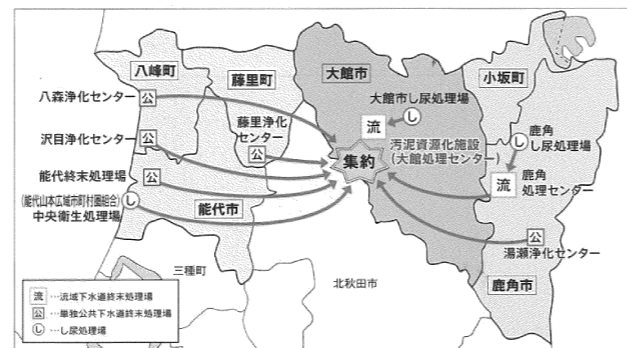 八峰町
藤里町
大館市
小坂町
八森浄化センター
公
大館市し尿処理場
し
流
藤里浄化
センター
公
沢目浄化センター
公
汚泥資源化施設
(大館処理センター)
集約
し
鹿角
し尿処理場
能代終末処理場
公
流
鹿角
処理センター
(能代山本広域市町村圏組合)
中央衛生処理場
し
能代市
公
湯瀬浄化センター
三種町
北秋田市
鹿角市
流 …流域下水道終末処理場
公 …単独公共下水道終末処理場
し …し尿処理場